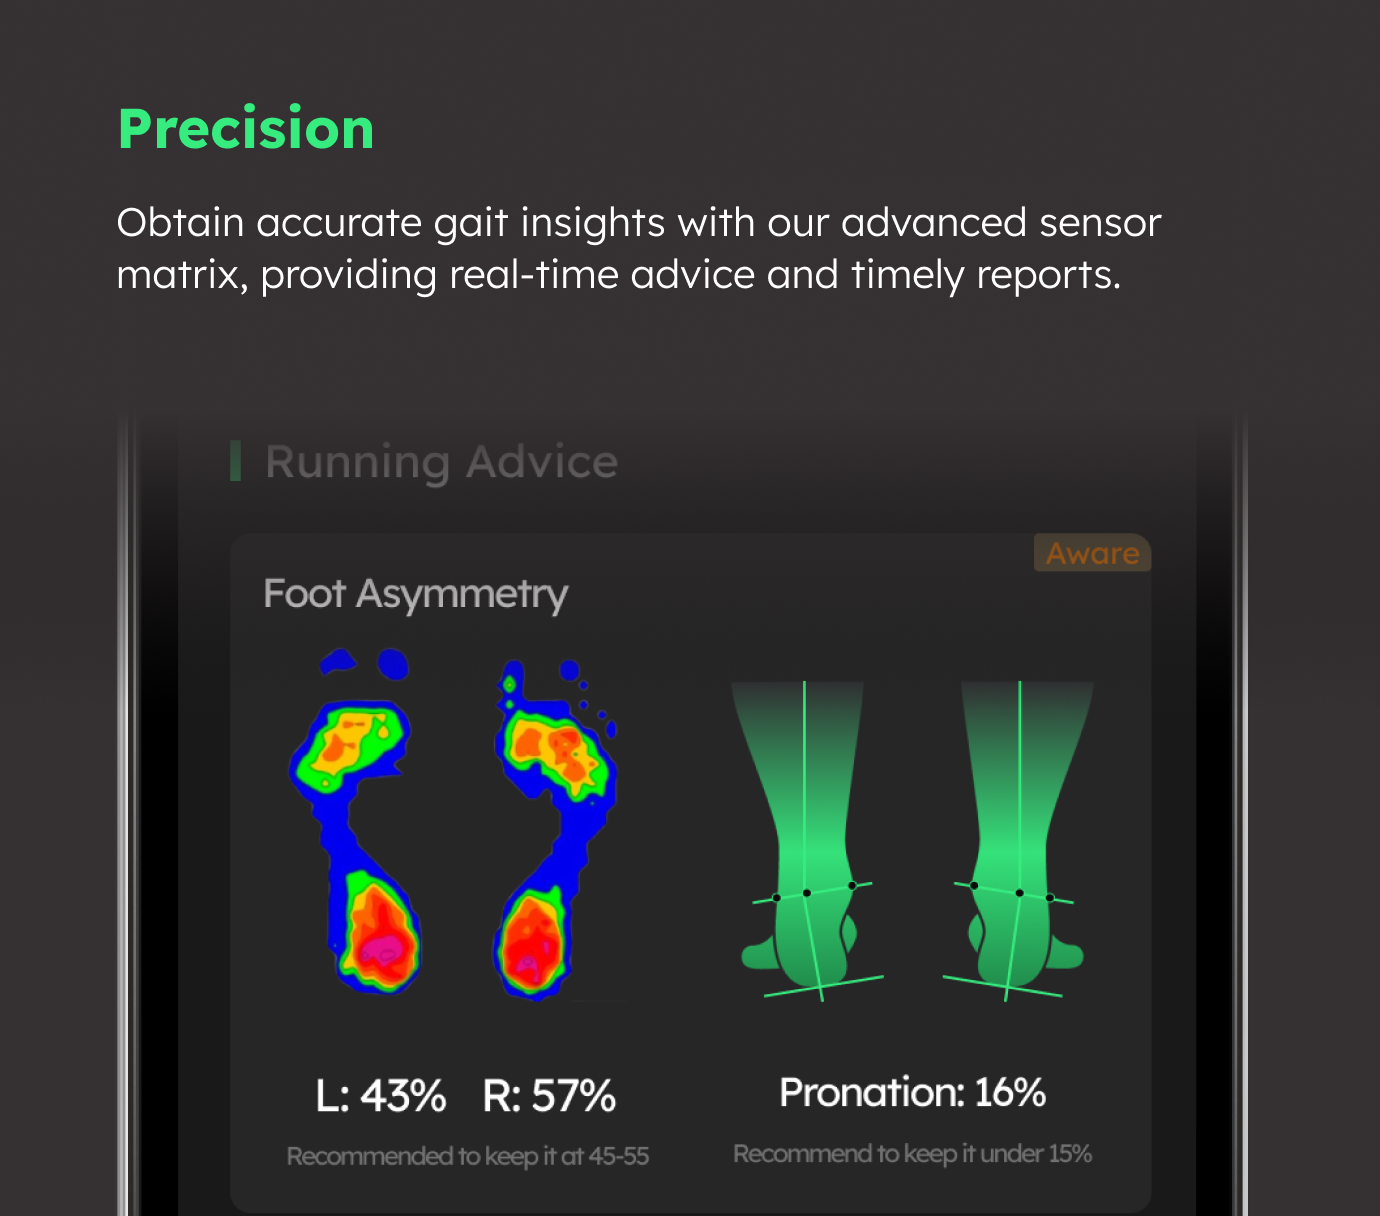 Precision
Obtain accurate gait insights with our advanced sensor
matrix, providing real-time advice and timely reports.
Running Advice
Aware
Foot Asymmetry
L: 43% R: 57%
Pronation: 16%
Recommended to keep it at 45-55
Recommend to keep it under 15%